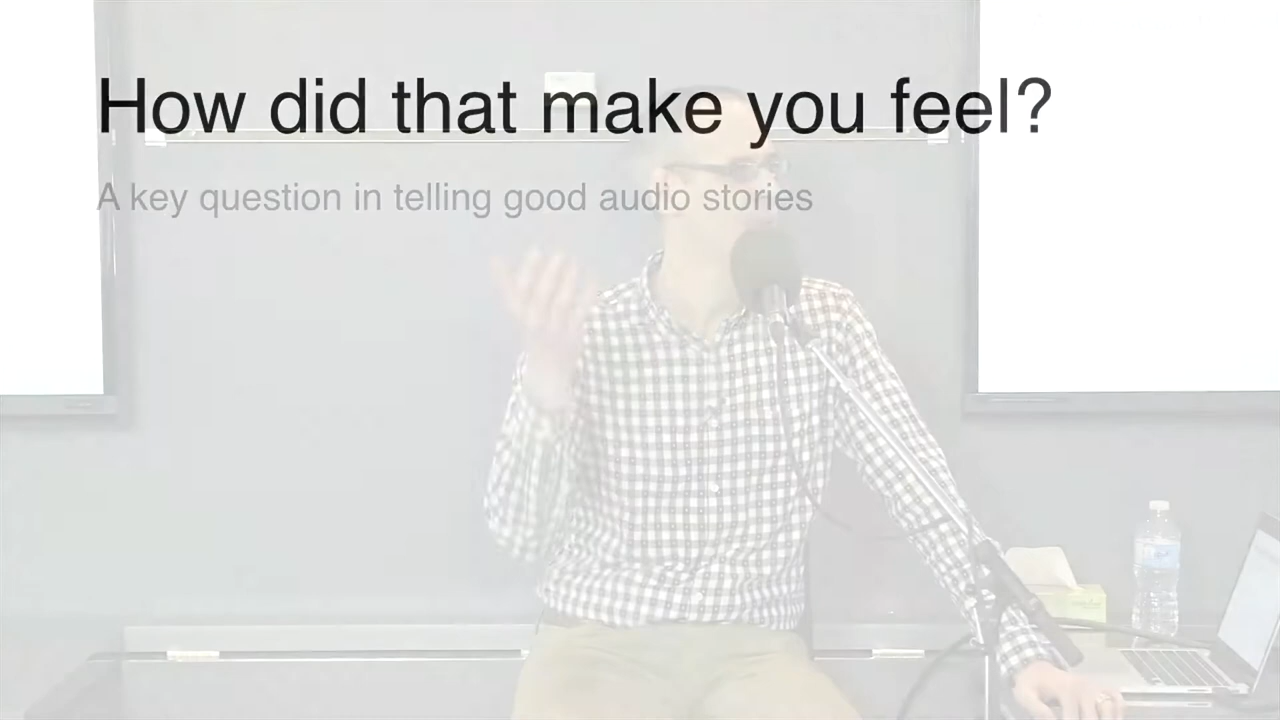 How did that make you feel?
A key question in telling good audio stories